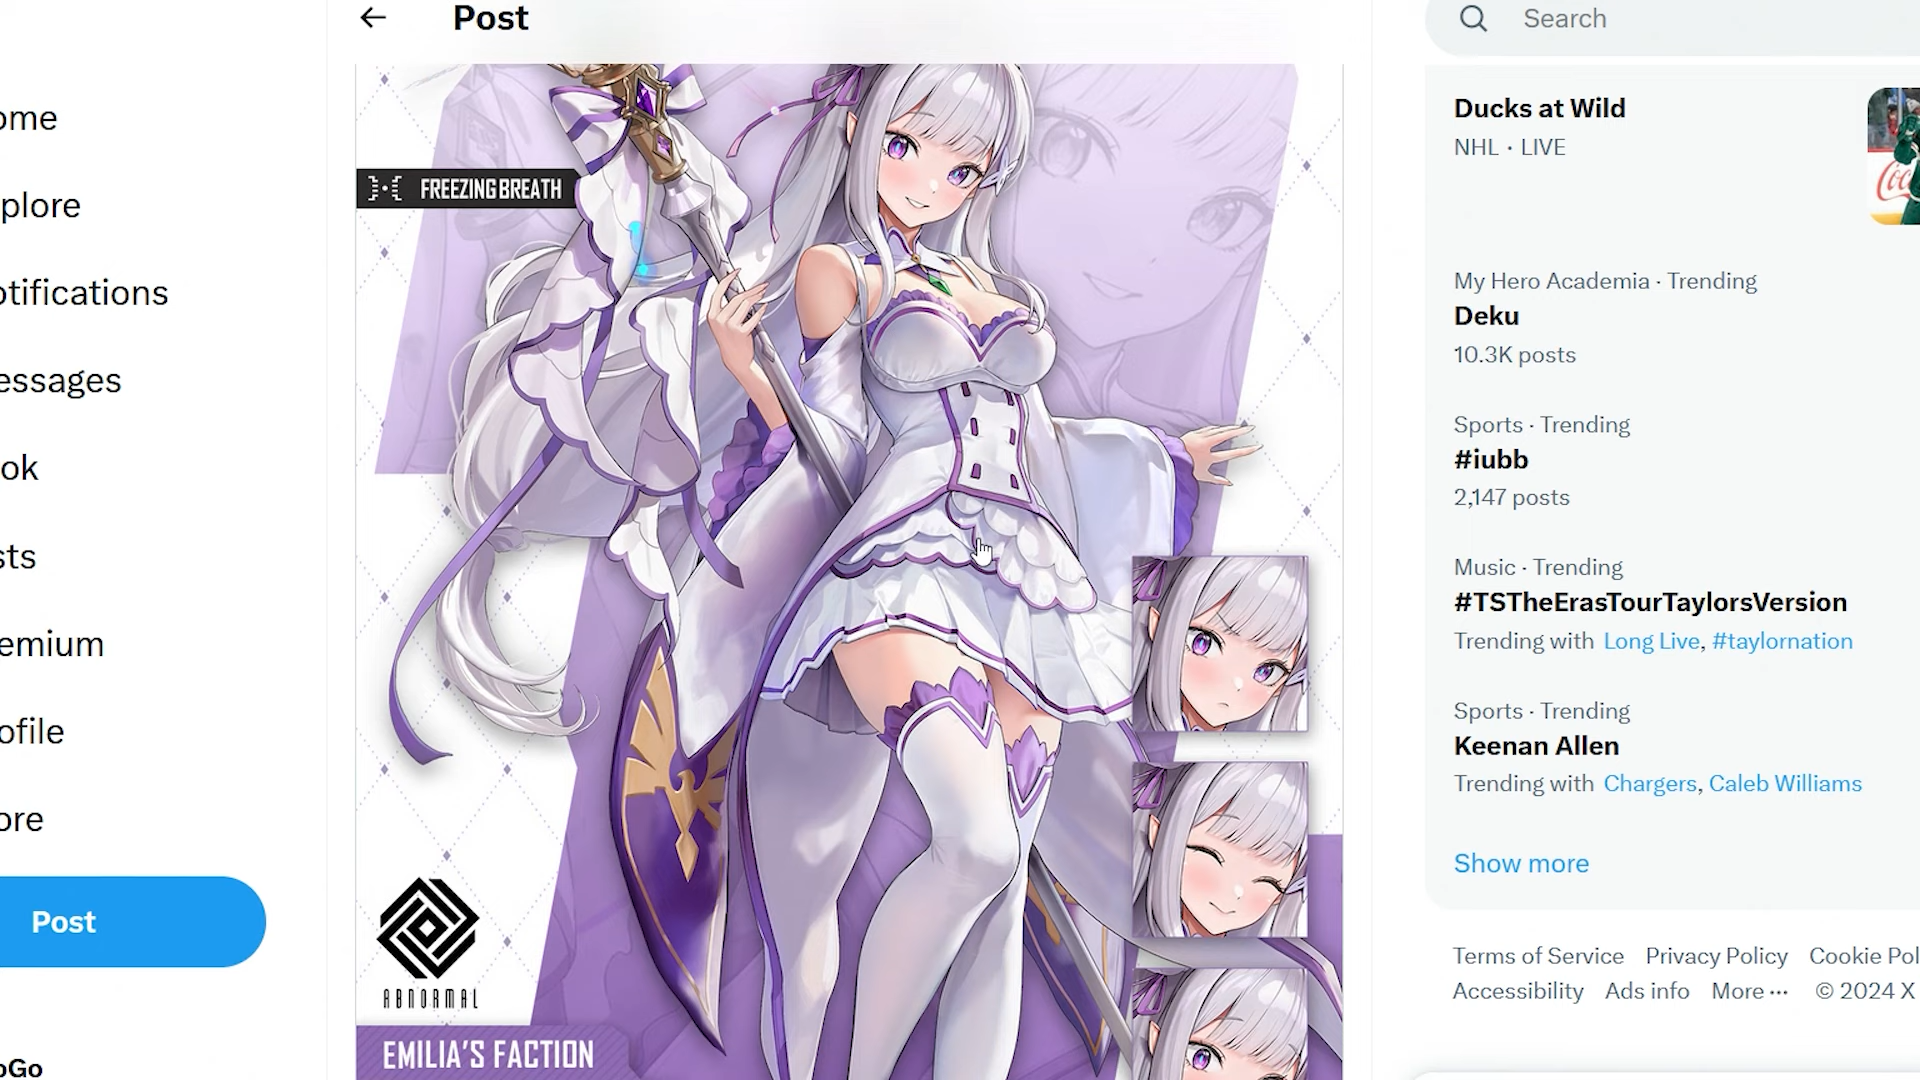 Post
Search
ome
plore
otifications
essages
ok
sts
emium
ofile
ore
Post
oGo
FREEZING BREATH
ABNORMAL
EMILIA'S FACTION
Ducks at Wild
NHL · LIVE
My Hero Academia · Trending
Deku
10.3K posts
Sports · Trending
#iubb
2,147 posts
Music · Trending
#TSTheErasTourTaylorsVersion
Trending with Long Live, #taylornation
Sports · Trending
Keenan Allen
Trending with Chargers, Caleb Williams
Show more
Terms of Service Privacy Policy Cookie Pol
Accessibility Ads info More ··· © 2024 X